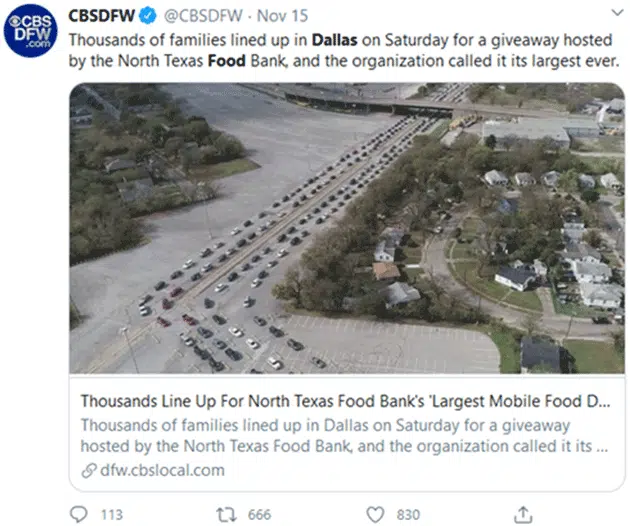 CBSDFW @CBSDFW · Nov 15
Thousands of families lined up in Dallas on Saturday for a giveaway hosted
by the North Texas Food Bank, and the organization called it its largest ever.
CBS
DFW
.com
Thousands Line Up For North Texas Food Bank's 'Largest Mobile Food D...
Thousands of families lined up in Dallas on Saturday for a giveaway
hosted by the North Texas Food Bank, and the organization called it its ...
dfw.cbslocal.com
113 666 830